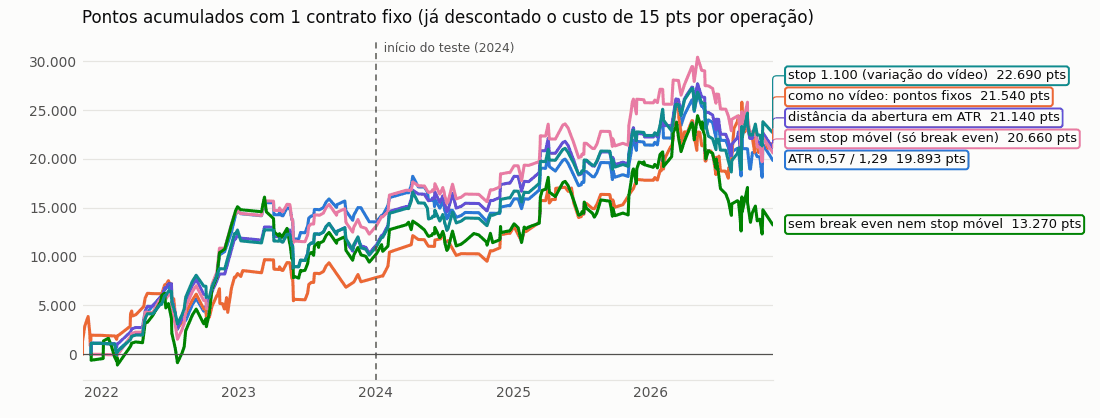 Pontos acumulados com 1 contrato fixo (já descontado o custo de 15 pts por operação)
início do teste (2024)
30.000
25.000
20.000
15.000
10.000
5.000
0
2022
2023
2024
2025
2026
stop 1.100 (variação do vídeo)  22.690 pts
como no vídeo: pontos fixos  21.540 pts
distância da abertura em ATR  21.140 pts
sem stop móvel (só break even)  20.660 pts
ATR 0,57 / 1,29  19.893 pts
sem break even nem stop móvel  13.270 pts